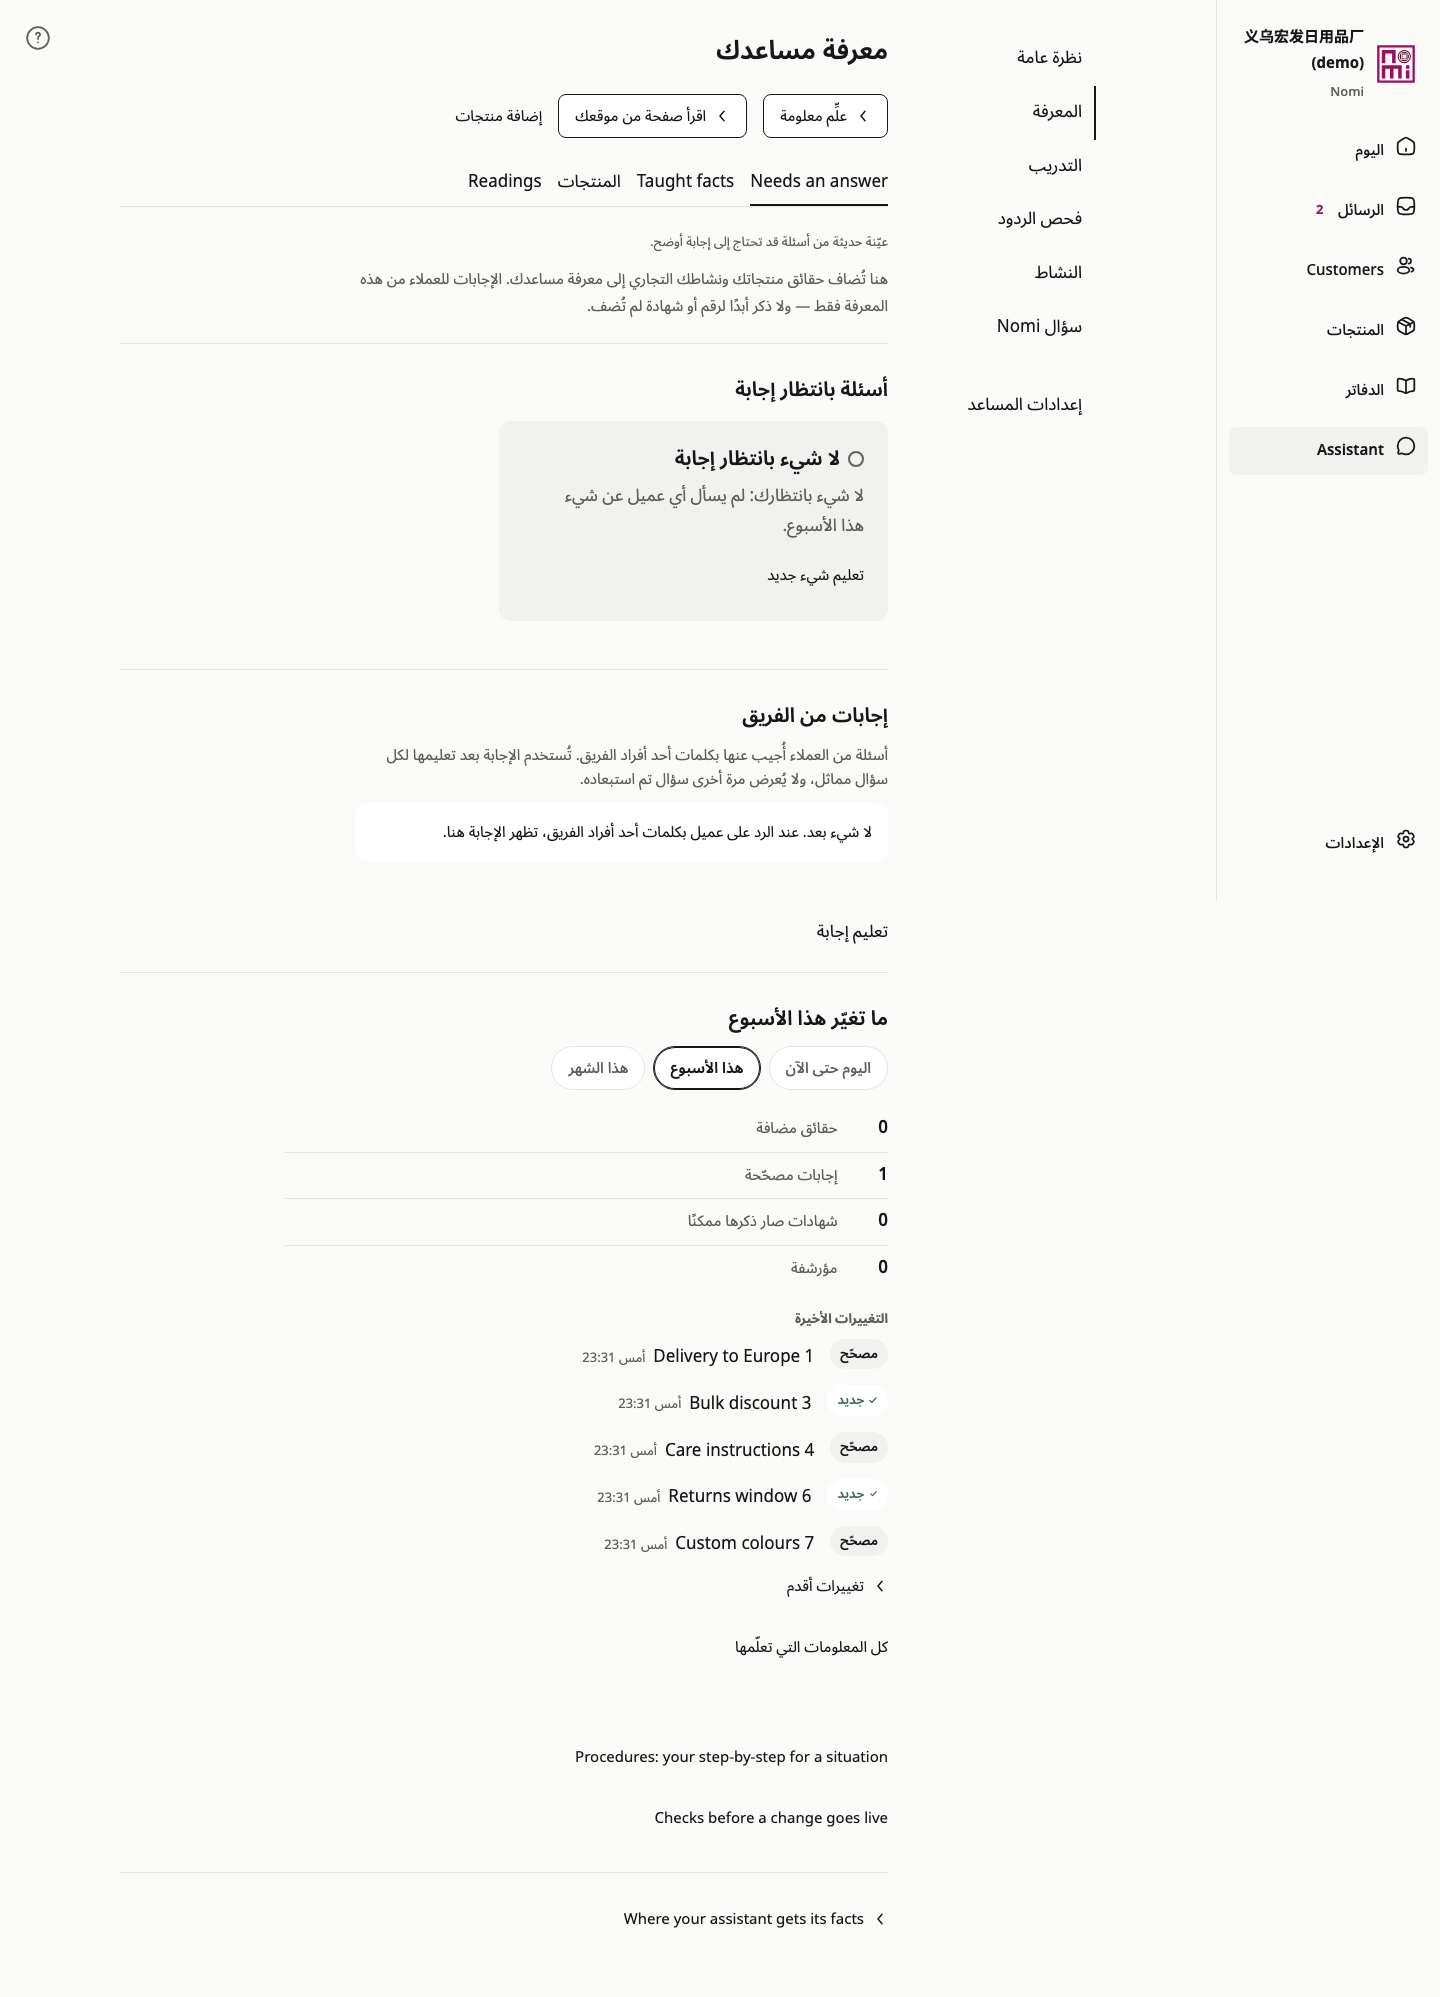 义乌宏发日用品厂
(demo)
Nomi
اليوم
الرسائل 2
Customers
المنتجات
الدفاتر
Assistant
الإعدادات
نظرة عامة
المعرفة
التدريب
فحص الردود
النشاط
سؤال Nomi
إعدادات المساعد
معرفة مساعدك
علِّم معلومة
اقرأ صفحة من موقعك
إضافة منتجات
Needs an answer
Taught facts
المنتجات
Readings
عيّنة حديثة من أسئلة قد تحتاج إلى إجابة أوضح.
هنا تُضاف حقائق منتجاتك ونشاطك التجاري إلى معرفة مساعدك. الإجابات للعملاء من هذه
المعرفة فقط — ولا ذكر أبدًا لرقم أو شهادة لم تُضف.
أسئلة بانتظار إجابة
لا شيء بانتظار إجابة
لا شيء بانتظارك: لم يسأل أي عميل عن شيء
هذا الأسبوع.
تعليم شيء جديد
إجابات من الفريق
أسئلة من العملاء أُجيب عنها بكلمات أحد أفراد الفريق. تُستخدم الإجابة بعد تعليمها لكل
سؤال مماثل، ولا يُعرض مرة أخرى سؤال تم استبعاده.
لا شيء بعد. عند الرد على عميل بكلمات أحد أفراد الفريق، تظهر الإجابة هنا.
تعليم إجابة
ما تغيّر هذا الأسبوع
اليوم حتى الآن
هذا الأسبوع
هذا الشهر
0 حقائق مضافة
1 إجابات مصحّحة
0 شهادات صار ذكرها ممكنًا
0 مؤرشفة
التغييرات الأخيرة
مصحّح Delivery to Europe 1 أمس 23:31
جديد Bulk discount 3 أمس 23:31
مصحّح Care instructions 4 أمس 23:31
جديد Returns window 6 أمس 23:31
مصحّح Custom colours 7 أمس 23:31
تغييرات أقدم
كل المعلومات التي تعلّمها
Procedures: your step-by-step for a situation
Checks before a change goes live
Where your assistant gets its facts